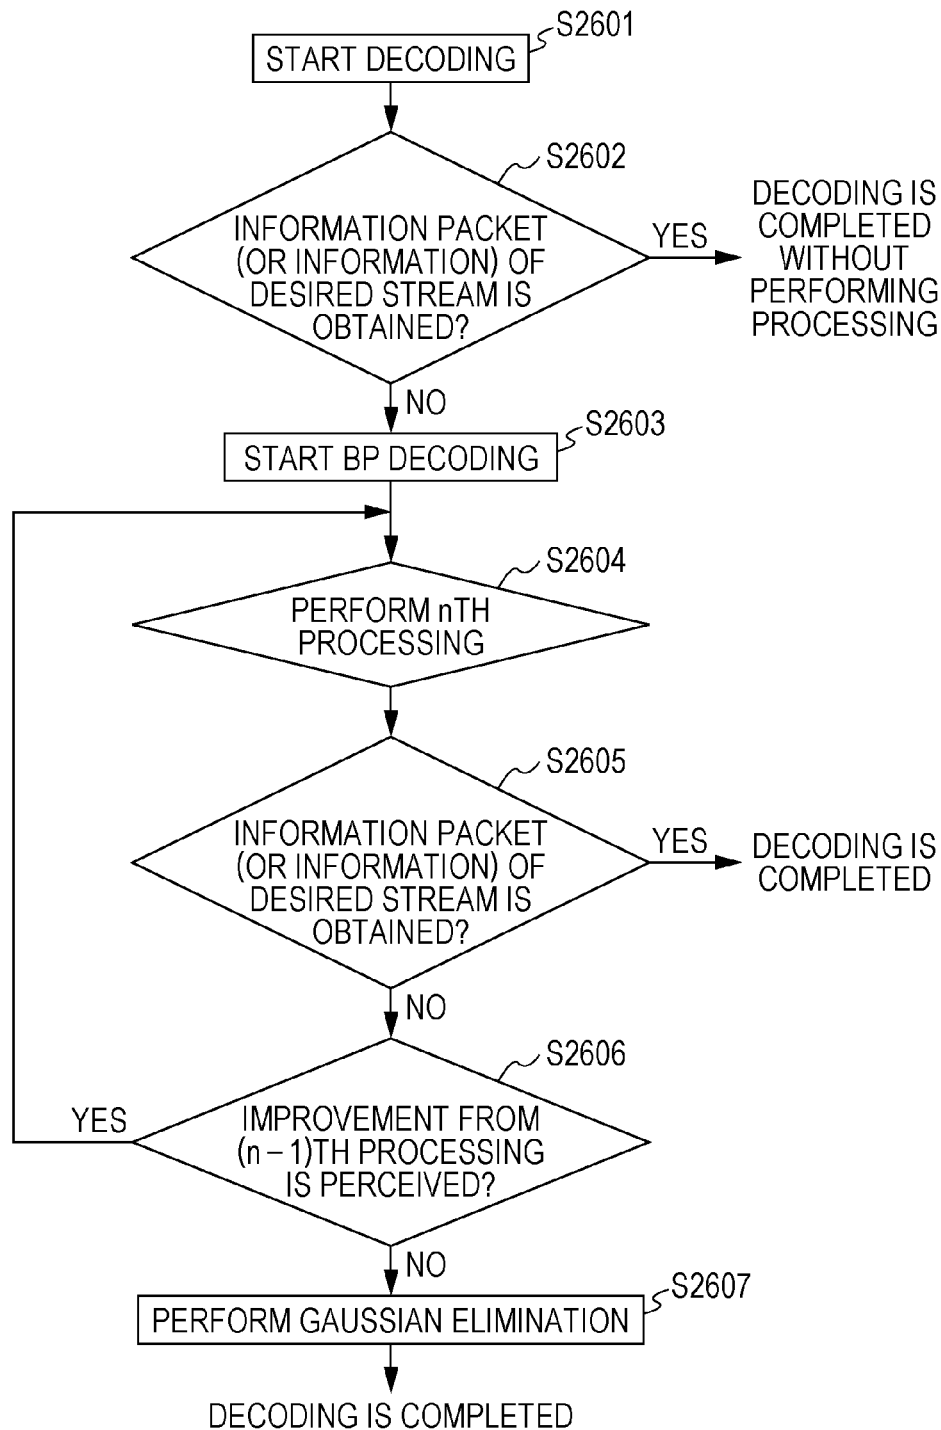 S2601
START DECODING
S2602
INFORMATION PACKET
(OR INFORMATION) OF
DESIRED STREAM IS
OBTAINED?
YES
DECODING IS
COMPLETED
WITHOUT
PERFORMING
PROCESSING
NO
S2603
START BP DECODING
S2604
PERFORM nTH
PROCESSING
S2605
INFORMATION PACKET
(OR INFORMATION) OF
DESIRED STREAM IS
OBTAINED?
YES
DECODING IS
COMPLETED
NO
S2606
YES
IMPROVEMENT FROM
(n – 1)TH PROCESSING
IS PERCEIVED?
NO
S2607
PERFORM GAUSSIAN ELIMINATION
DECODING IS COMPLETED